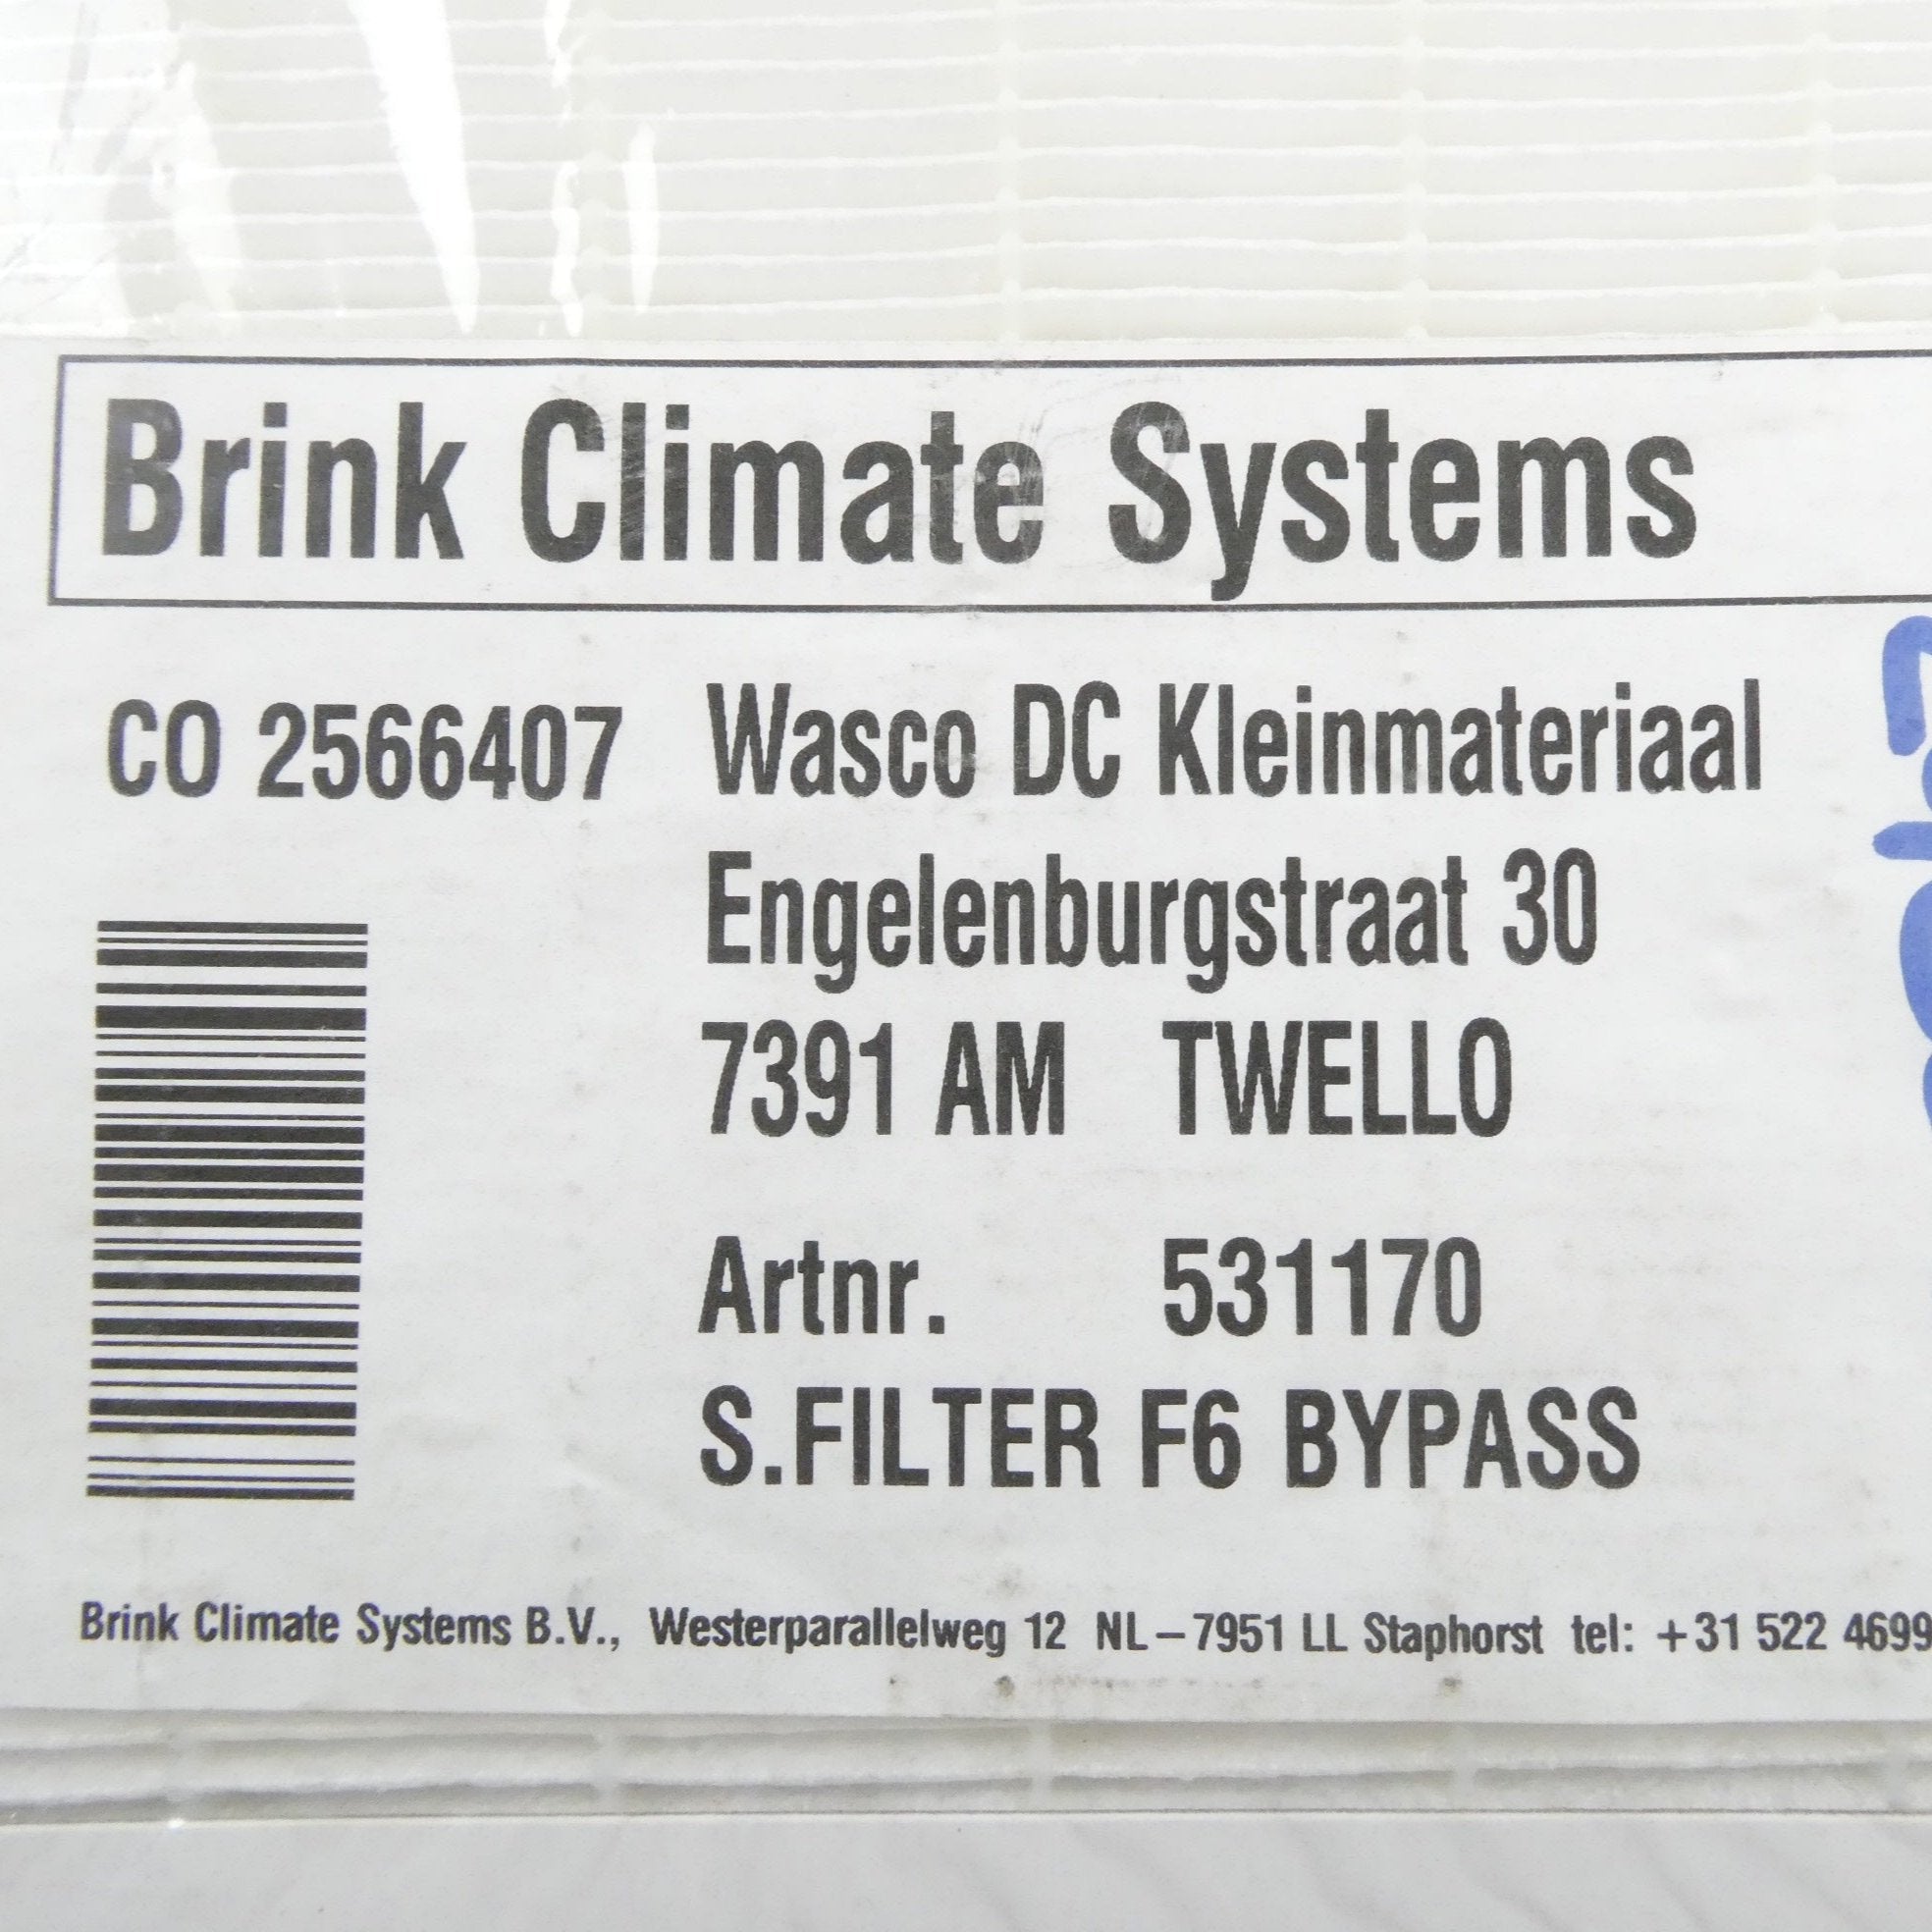 Brink Climate Systems
CO 2566407
Wasco DC Kleinmateriaal
Engelenburgstraat 30
7391 AM TWELLO
Artnr. 531170
S.FILTER F6 BYPASS
Brink Climate Systems B.V., Westerparallelweg 12 NL-7951 LL Staphorst tel: +31 522 4699